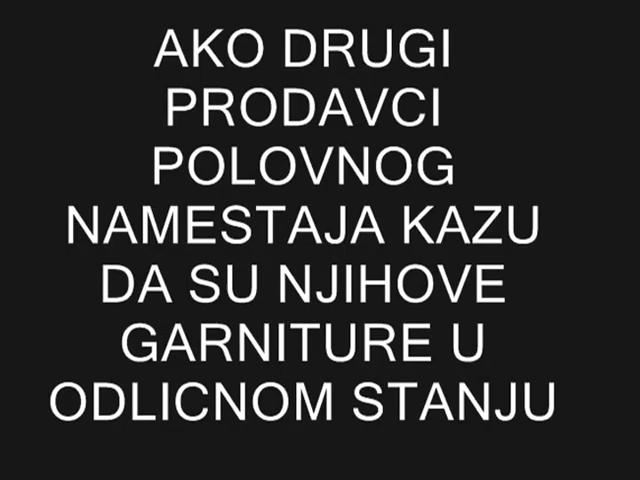 AKO DRUGI
PRODAVCI
POLOVNOG
NAMESTAJA KAZU
DA SU NJIHOVE
GARNITURE U
ODLICNOM STANJU